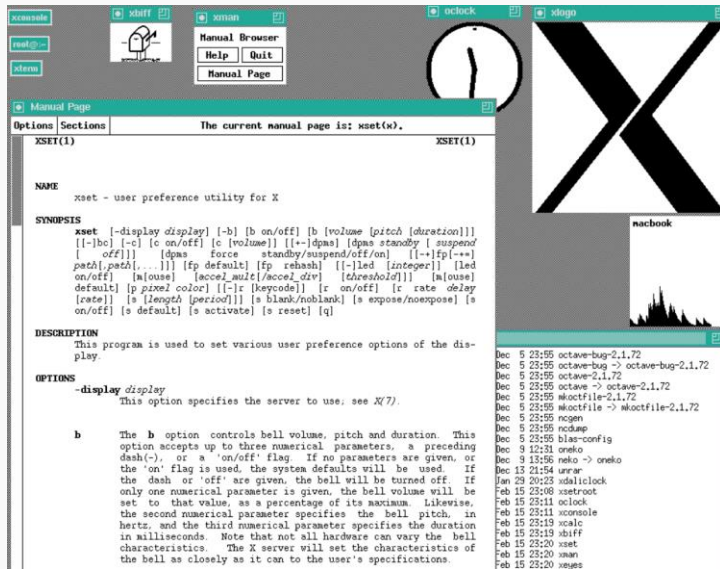 xconsole
root@:~
xterm
xbiff
xman
Manual Browser
Help Quit
Manual Page
oclock
xlogo
Manual Page
Options Sections The current manual page is: xset(x).
XSET(1) XSET(1)
NAME
xset - user preference utility for X
SYNOPSIS
xset [-display display] [-b] [b on/off] [b [volume [pitch [duration]]]
[[-]bc] [-c] [c on/off] [c [volume]] [[+-]dpms] [dpms standby [ suspend
[ off]]] [dpms force standby/suspend/off/on] [[-+]fp[-+=]
path[,path[,...]]] [fp default] [fp rehash] [[-]led [integer]] [led
on/off] [m[ouse] [accel_mult[/accel_div] [threshold]]] [m[ouse]
default] [p pixel color] [[-]r [keycode]] [r on/off] [r rate delay
[rate]] [s [length [period]]] [s blank/noblank] [s expose/noexpose] [s
on/off] [s default] [s activate] [s reset] [q]
DESCRIPTION
This program is used to set various user preference options of the dis-
play.
OPTIONS
-display display
This option specifies the server to use; see X(7).
b The b option controls bell volume, pitch and duration. This
option accepts up to three numerical parameters, a preceding
dash(-), or a 'on/off' flag. If no parameters are given, or
the 'on' flag is used, the system defaults will be used. If
the dash or 'off' are given, the bell will be turned off. If
only one numerical parameter is given, the bell volume will be
set to that value, as a percentage of its maximum. Likewise,
the second numerical parameter specifies the bell pitch, in
hertz, and the third numerical parameter specifies the duration
in milliseconds. Note that not all hardware can vary the bell
characteristics. The X server will set the characteristics of
the bell as closely as it can to the user's specifications.
macbook
Dec 5 23:55 octave-bug-2.1.72
Dec 5 23:55 octave-bug -> octave-bug-2.1.72
Dec 5 23:55 octave-2.1.72
Dec 5 23:55 octave -> octave-2.1.72
Dec 5 23:55 mkoctfile-2.1.72
Dec 5 23:55 mkoctfile -> mkoctfile-2.1.72
Dec 5 23:55 ncgen
Dec 5 23:55 ncdump
Dec 5 23:55 blas-config
Dec 9 12:31 oneko
Dec 9 13:56 neko -> oneko
Dec 13 21:54 unrar
Jan 29 20:23 xdaliclock
Feb 15 23:08 xsetroot
Feb 15 23:11 oclock
Feb 15 23:11 xconsole
Feb 15 23:19 xcalc
Feb 15 23:19 xbiff
Feb 15 23:20 xset
Feb 15 23:20 xman
Feb 15 23:20 xeyes